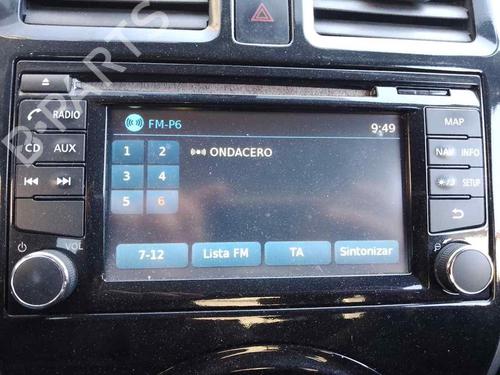 B-PARTS
RADIO
CD AUX
VOL
FM-P6 9:49
1 2 ONDACERO
3 4
5 6
7-12 Lista FM TA Sintonizar
MAP
NAV INFO
SETUP